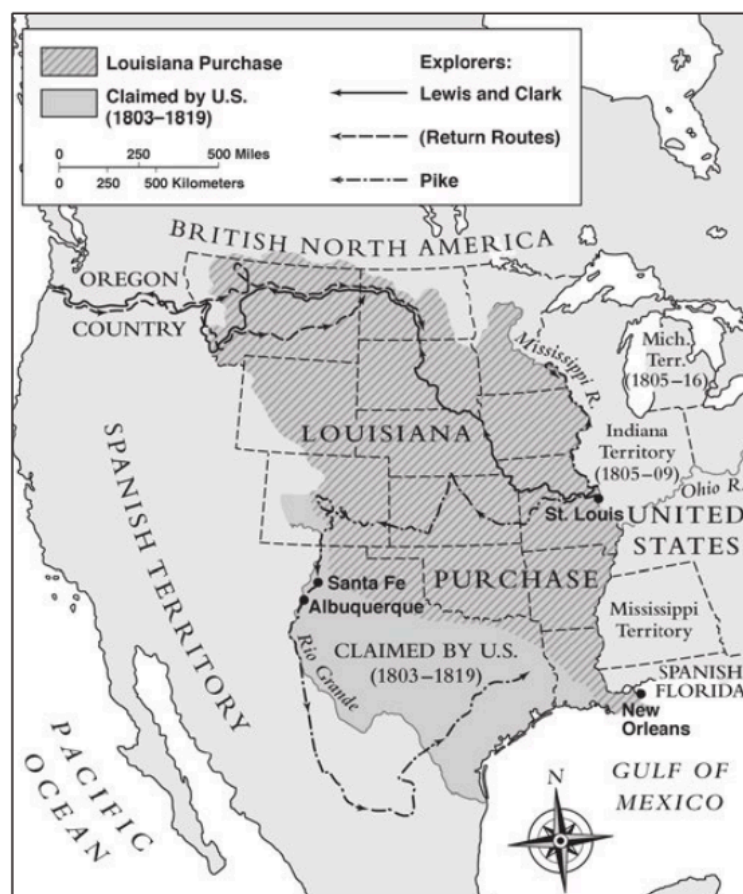 Louisiana Purchase
Claimed by U.S.
(1803–1819)
0 250 500 Miles
0 250 500 Kilometers
Explorers:
Lewis and Clark
(Return Routes)
Pike
BRITISH NORTH AMERICA
OREGON
COUNTRY
Mississippi R.
Mich.
Terr.
(1805–16)
LOUISIANA
Indiana
Territory
(1805–09)
Ohio R.
St. Louis
UNITED
STATES
SPANISH TERRITORY
Santa Fe
Albuquerque
PURCHASE
Mississippi
Territory
Rio Grande
CLAIMED BY U.S.
(1803–1819)
SPANISH
FLORIDA
New
Orleans
PACIFIC
OCEAN
GULF OF
MEXICO
N